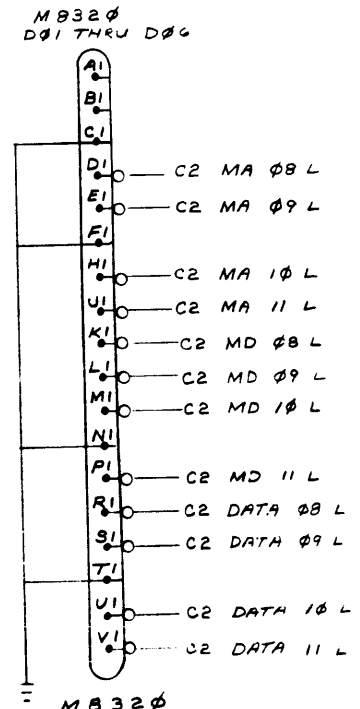 M832Ø
DØ1 THRU DØ6
A1
B1
C1
D1 C2 MA Ø8 L
E1 C2 MA Ø9 L
F1
H1 C2 MA 1Ø L
J1 C2 MA 11 L
K1 C2 MD Ø8 L
L1 C2 MD Ø9 L
M1 C2 MD 1Ø L
N1
P1 C2 MD 11 L
R1 C2 DATA Ø8 L
S1 C2 DATA Ø9 L
T1
U1 C2 DATA 1Ø L
V1 C2 DATA 11 L
M832Ø